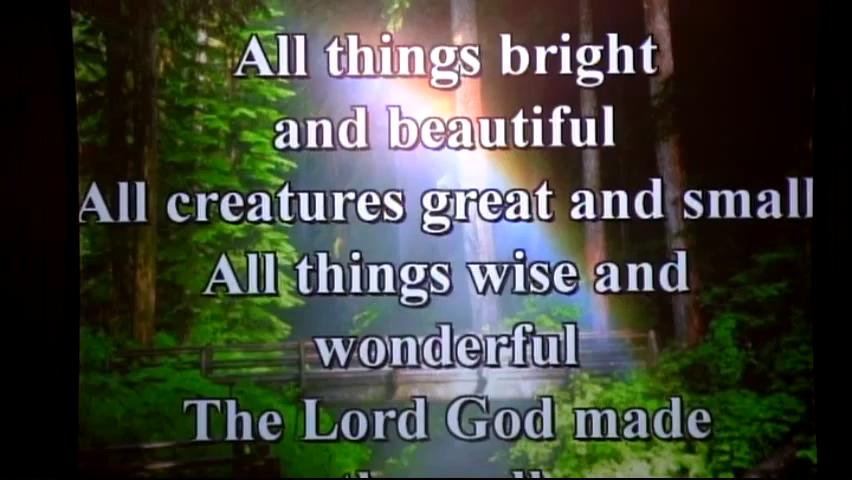 All things bright
and beautiful
All creatures great and small
All things wise and
wonderful
The Lord God made